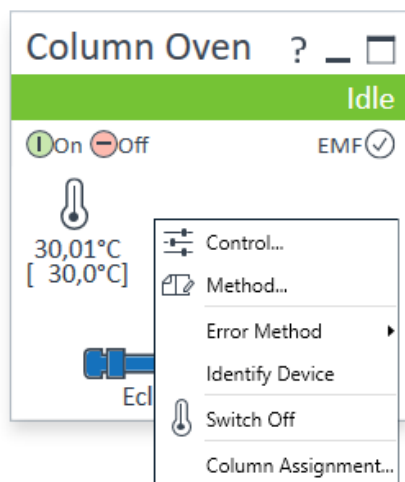 Column Oven ?
Idle
On Off EMF
30,01°C
[ 30,0°C]
Control...
Method...
Error Method
Identify Device
Ecl
Switch Off
Column Assignment...